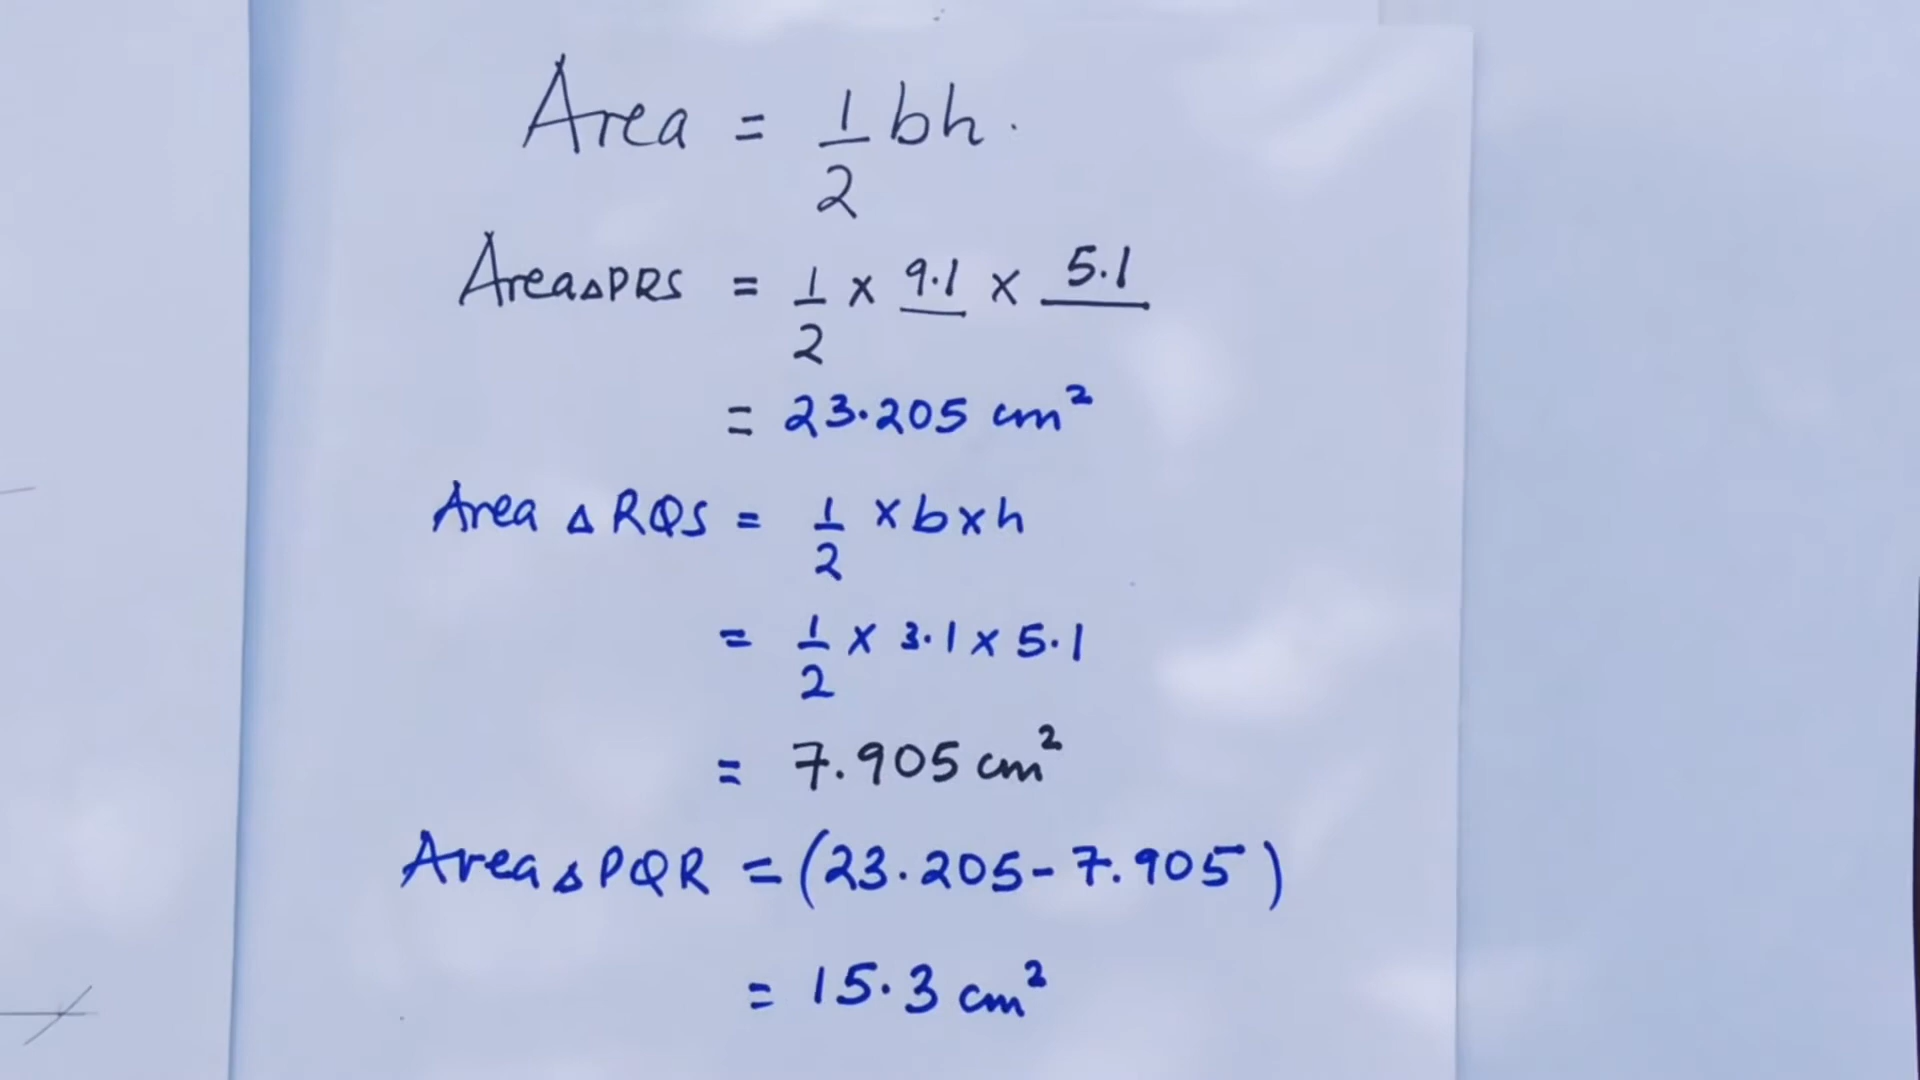 Area = 1/2 bh.
Area△PRS = 1/2 × 9.1 × 5.1
= 23.205 cm²
Area △ RQS = 1/2 × b × h
= 1/2 × 3.1 × 5.1
= 7.905 cm²
Area △ PQR = (23.205 - 7.905)
= 15.3 cm²